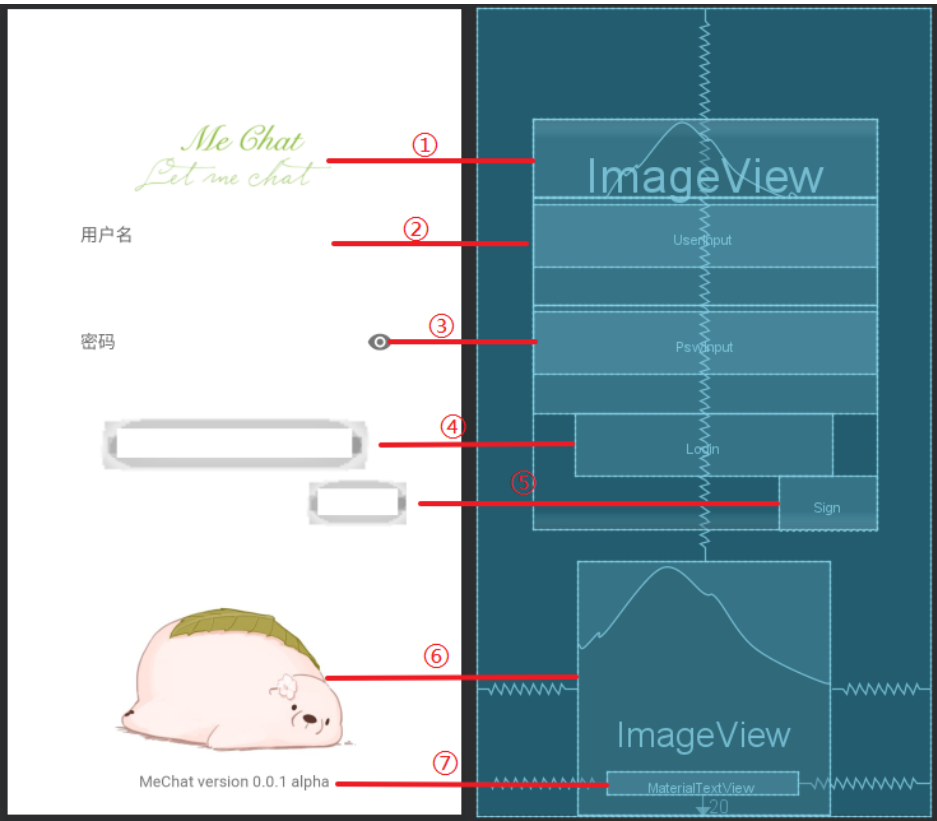 Me Chat
Let me chat
用户名
密码
MeChat version 0.0.1 alpha
①
②
③
④
⑤
⑥
⑦
ImageView
UserInput
PswInput
Login
Sign
ImageView
MaterialTextView
20